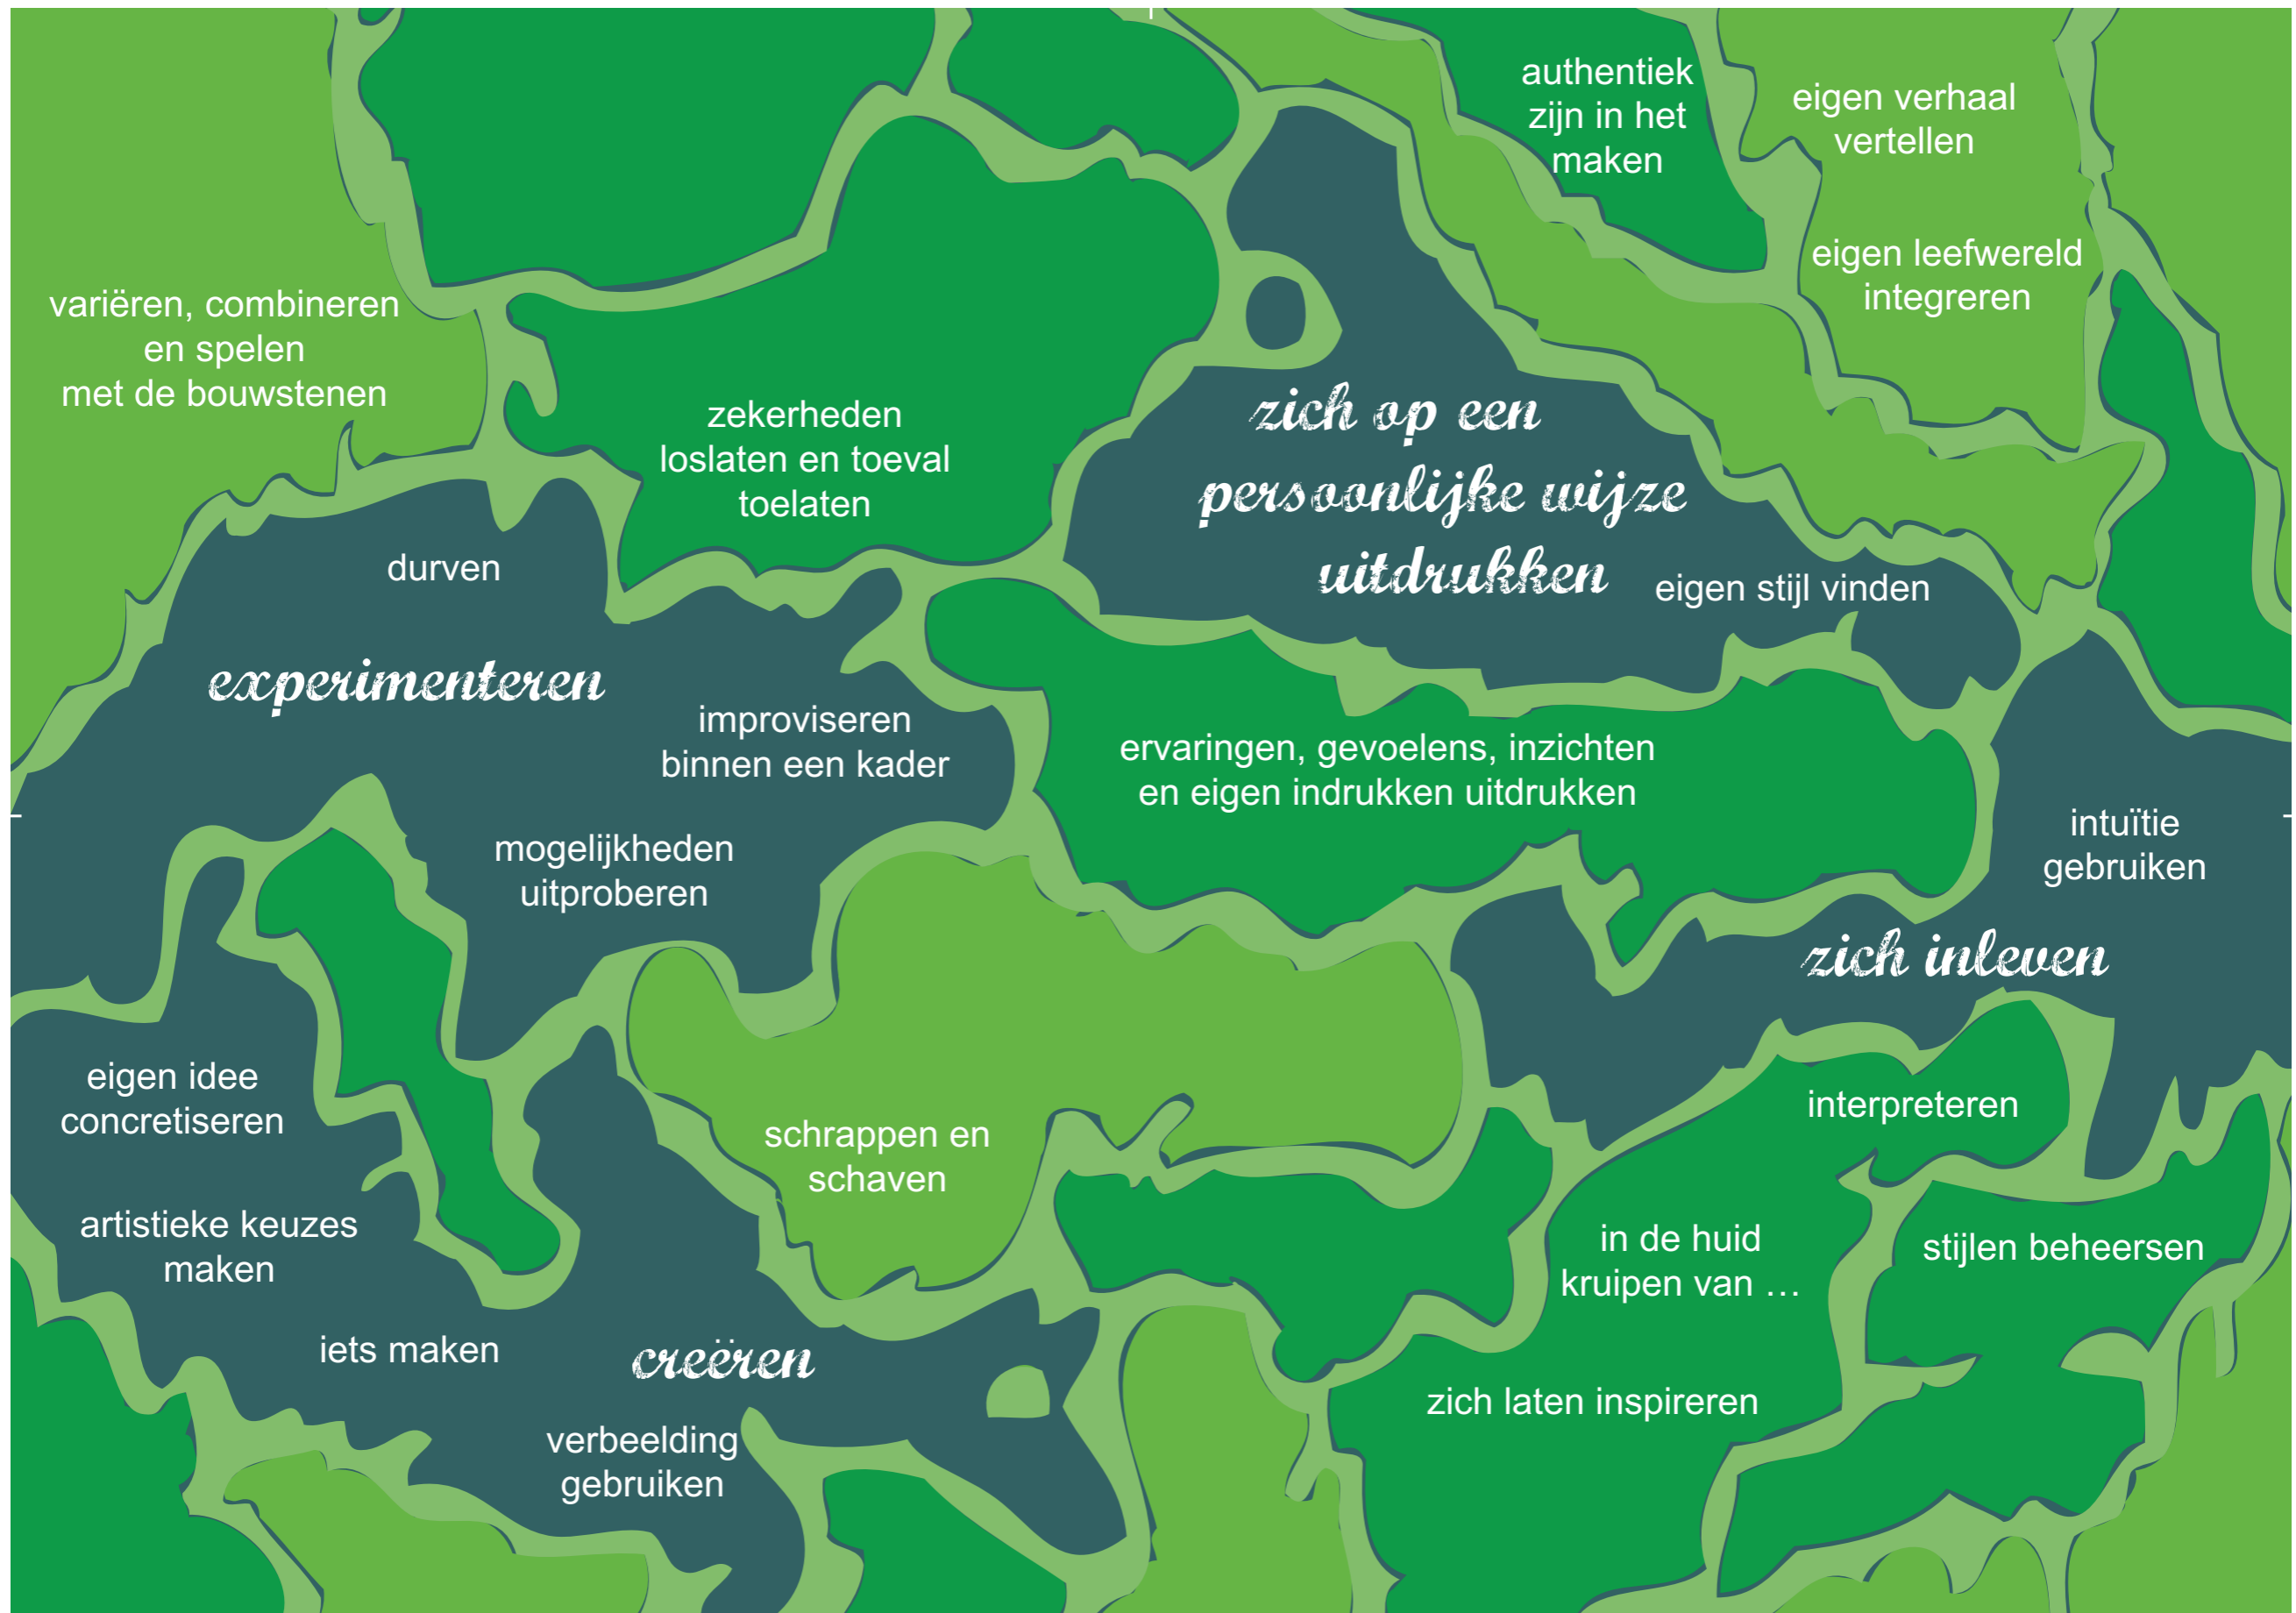 authentiek
zijn in het
maken
eigen verhaal
vertellen
eigen leefwereld
integreren
variëren, combineren
en spelen
met de bouwstenen
zekerheden
loslaten en toeval
toelaten
zich op een
persoonlijke wijze
uitdrukken
eigen stijl vinden
durven
experimenteren
improviseren
binnen een kader
ervaringen, gevoelens, inzichten
en eigen indrukken uitdrukken
mogelijkheden
uitproberen
intuïtie
gebruiken
zich inleven
eigen idee
concretiseren
schrappen en
schaven
interpreteren
artistieke keuzes
maken
in de huid
kruipen van …
stijlen beheersen
iets maken
creëren
zich laten inspireren
verbeelding
gebruiken